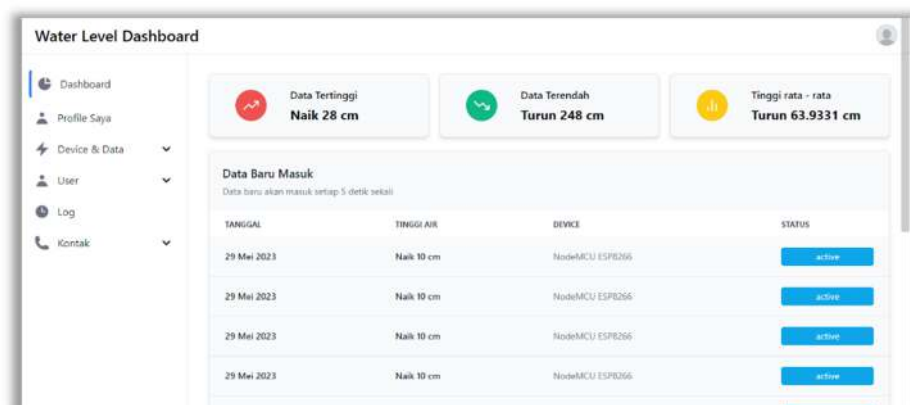 Water Level Dashboard
Dashboard
Profile Saya
Device & Data
User
Log
Kontak
Data Tertinggi
Naik 28 cm
Data Terendah
Turun 248 cm
Tinggi rata - rata
Turun 63.9331 cm
Data Baru Masuk
Data baru akan masuk setiap 5 detik sekali
TANGGAL TINGGI AIR DEVICE STATUS
29 Mei 2023 Naik 10 cm NodeMCU ESP8266 active
29 Mei 2023 Naik 10 cm NodeMCU ESP8266 active
29 Mei 2023 Naik 10 cm NodeMCU ESP8266 active
29 Mei 2023 Naik 10 cm NodeMCU ESP8266 active